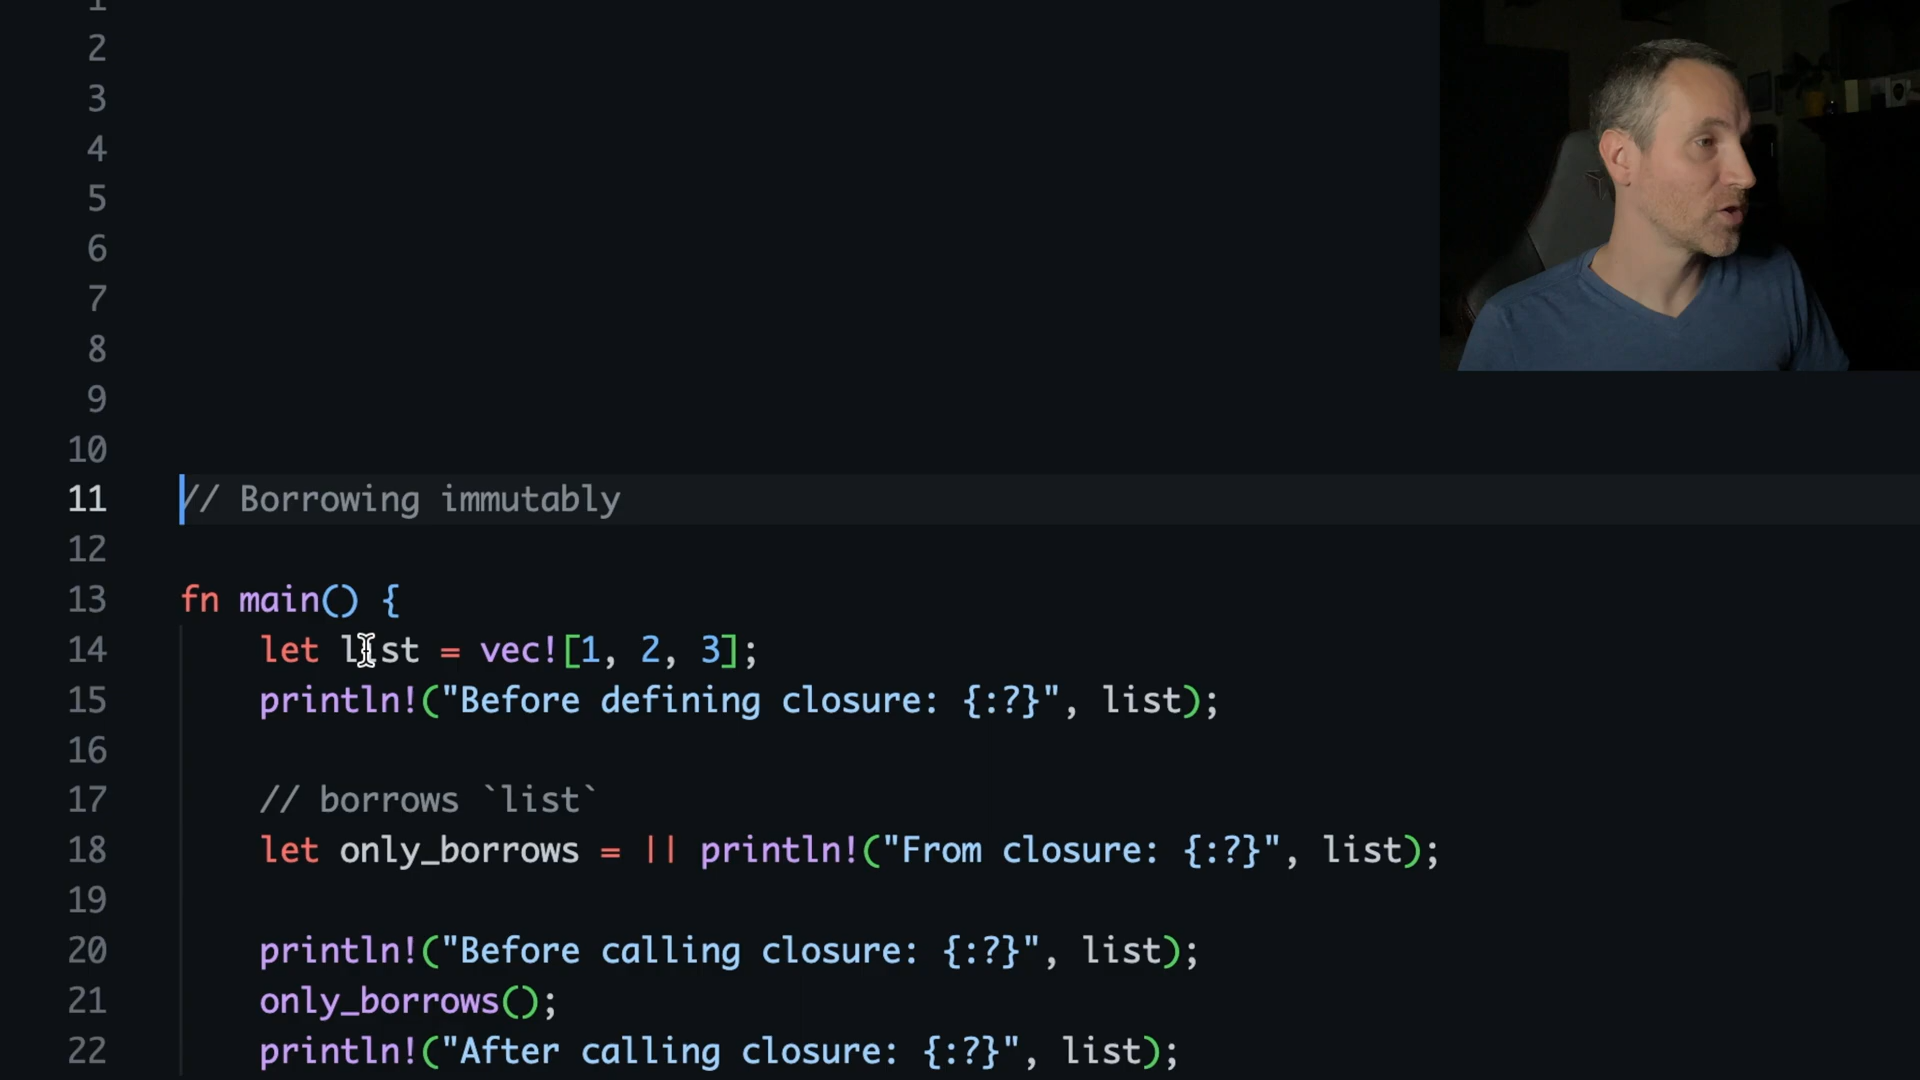 1
2
3
4
5
6
7
8
9
10
11 // Borrowing immutably
12
13 fn main() {
14 let list = vec![1, 2, 3];
15 println!("Before defining closure: {:?}", list);
16
17 // borrows `list`
18 let only_borrows = || println!("From closure: {:?}", list);
19
20 println!("Before calling closure: {:?}", list);
21 only_borrows();
22 println!("After calling closure: {:?}", list);